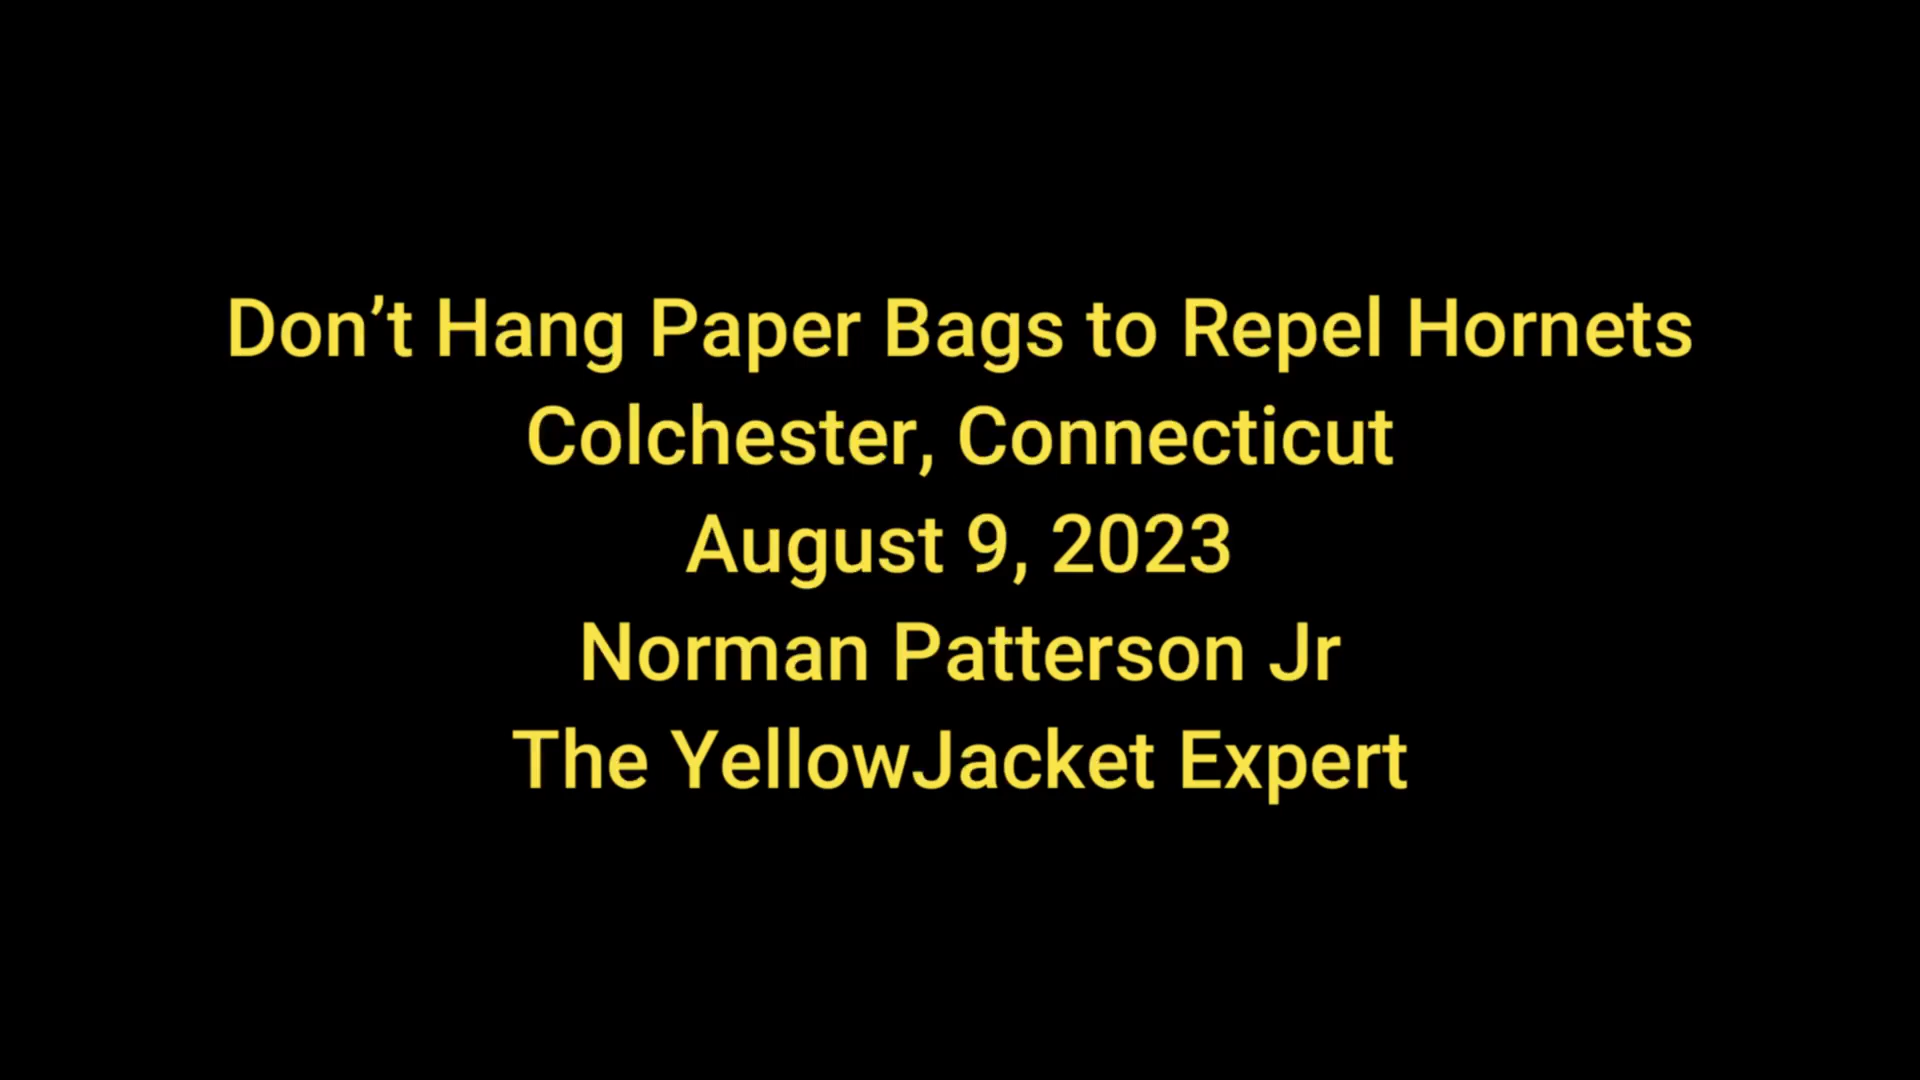 Don’t Hang Paper Bags to Repel Hornets
Colchester, Connecticut
August 9, 2023
Norman Patterson Jr
The YellowJacket Expert